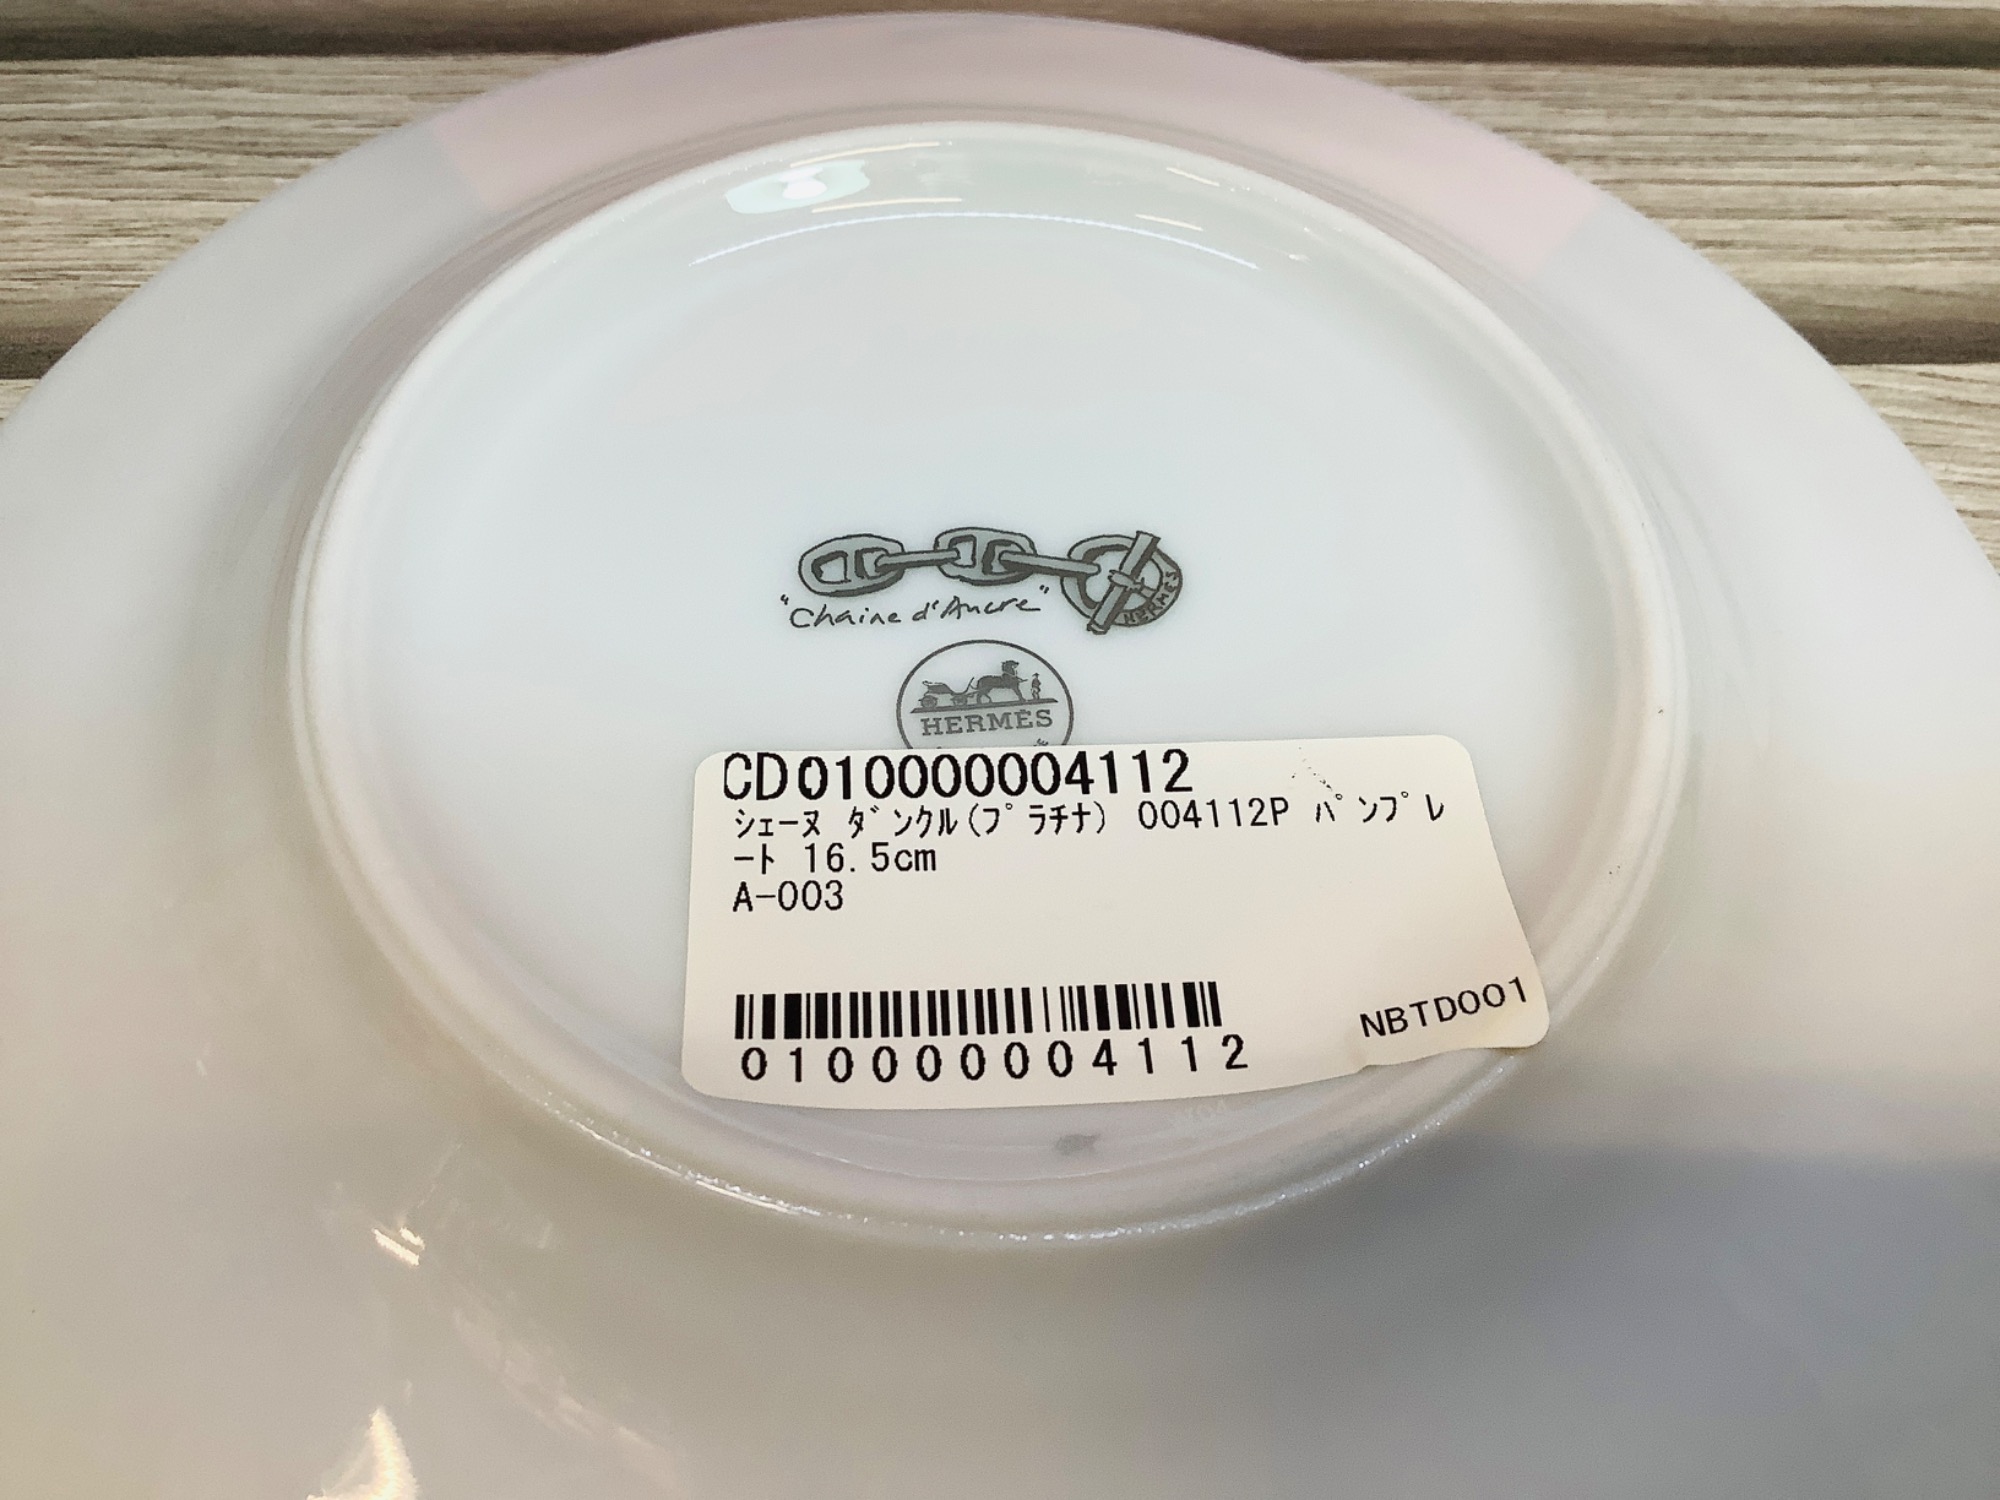 "Chaine d'Ancre"
HERMES
HERMÈS
CD010000004112
ｼｪｰﾇ ﾀﾞﾝｸﾙ(ﾌﾟﾗﾁﾅ) 004112P ﾊﾟﾝﾌﾟﾚ
ｰﾄ 16.5cm
A-003
010000004112
NBTD001